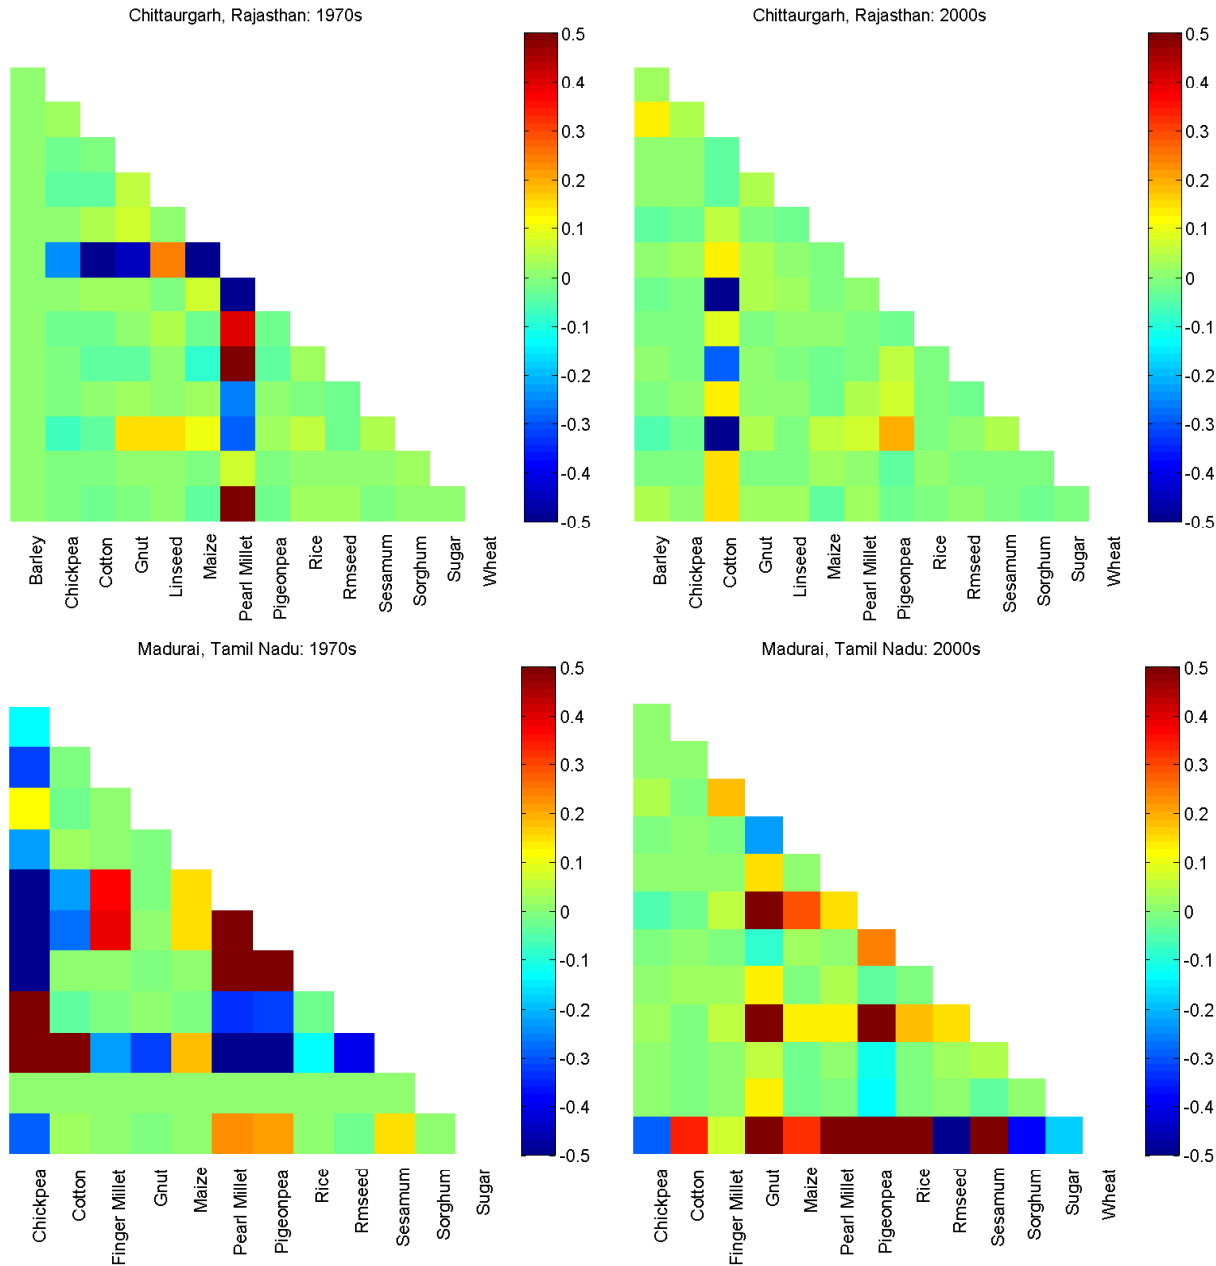 Chittaurgarh, Rajasthan: 1970s
0.5
0.4
0.3
0.2
0.1
0
-0.1
-0.2
-0.3
-0.4
-0.5
Barley
Chickpea
Cotton
Gnut
Linseed
Maize
Pearl Millet
Pigeonpea
Rice
Rmseed
Sesamum
Sorghum
Sugar
Wheat
Chittaurgarh, Rajasthan: 2000s
0.5
0.4
0.3
0.2
0.1
0
-0.1
-0.2
-0.3
-0.4
-0.5
Barley
Chickpea
Cotton
Gnut
Linseed
Maize
Pearl Millet
Pigeonpea
Rice
Rmseed
Sesamum
Sorghum
Sugar
Wheat
Madurai, Tamil Nadu: 1970s
0.5
0.4
0.3
0.2
0.1
0
-0.1
-0.2
-0.3
-0.4
-0.5
Chickpea
Cotton
Finger Millet
Gnut
Maize
Pearl Millet
Pigeonpea
Rice
Rmseed
Sesamum
Sorghum
Sugar
Madurai, Tamil Nadu: 2000s
0.5
0.4
0.3
0.2
0.1
0
-0.1
-0.2
-0.3
-0.4
-0.5
Chickpea
Cotton
Finger Millet
Gnut
Maize
Pearl Millet
Pigeonpea
Rice
Rmseed
Sesamum
Sorghum
Sugar
Wheat